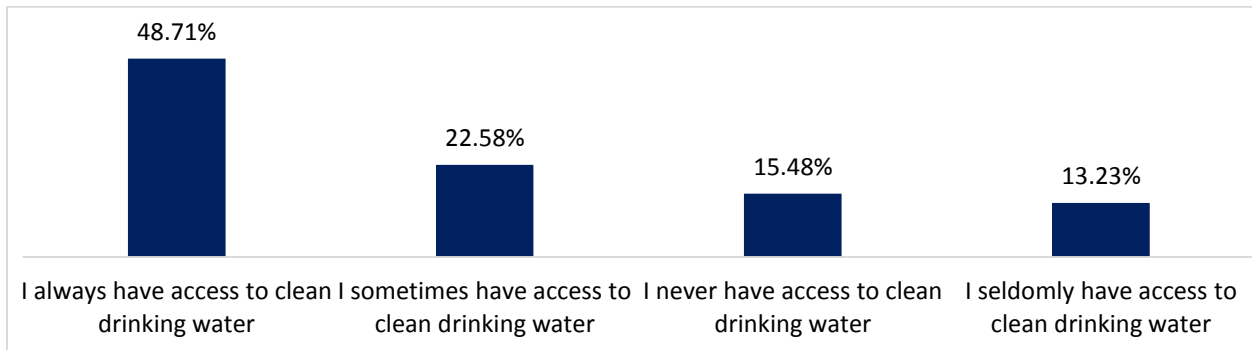 48.71%
22.58%
15.48%
13.23%
I always have access to clean
drinking water
I sometimes have access to
clean drinking water
I never have access to clean
drinking water
I seldomly have access to
clean drinking water